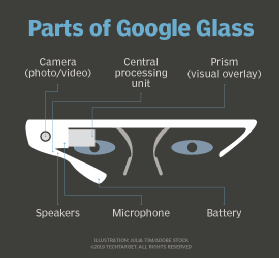 Parts of Google Glass
Camera
(photo/video)
Central
processing
unit
Prism
(visual overlay)
Speakers
Microphone
Battery
ILLUSTRATION: JULIA TIM/ADOBE STOCK
©2019 TECHTARGET. ALL RIGHTS RESERVED